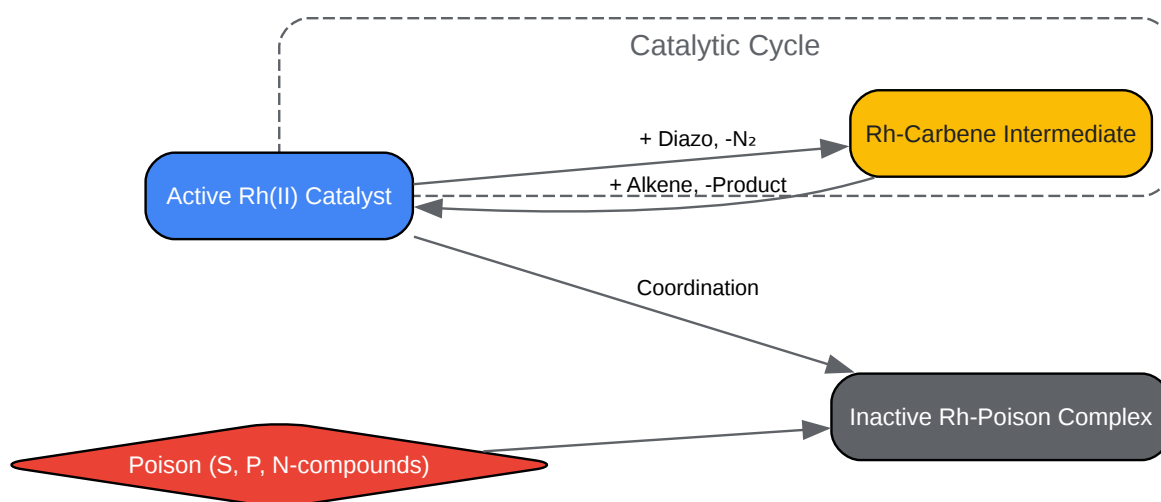 Catalytic Cycle
+ Diazo, -N₂
Rh-Carbene Intermediate
Active Rh(II) Catalyst
+ Alkene, -Product
Coordination
Inactive Rh-Poison Complex
Poison (S, P, N-compounds)